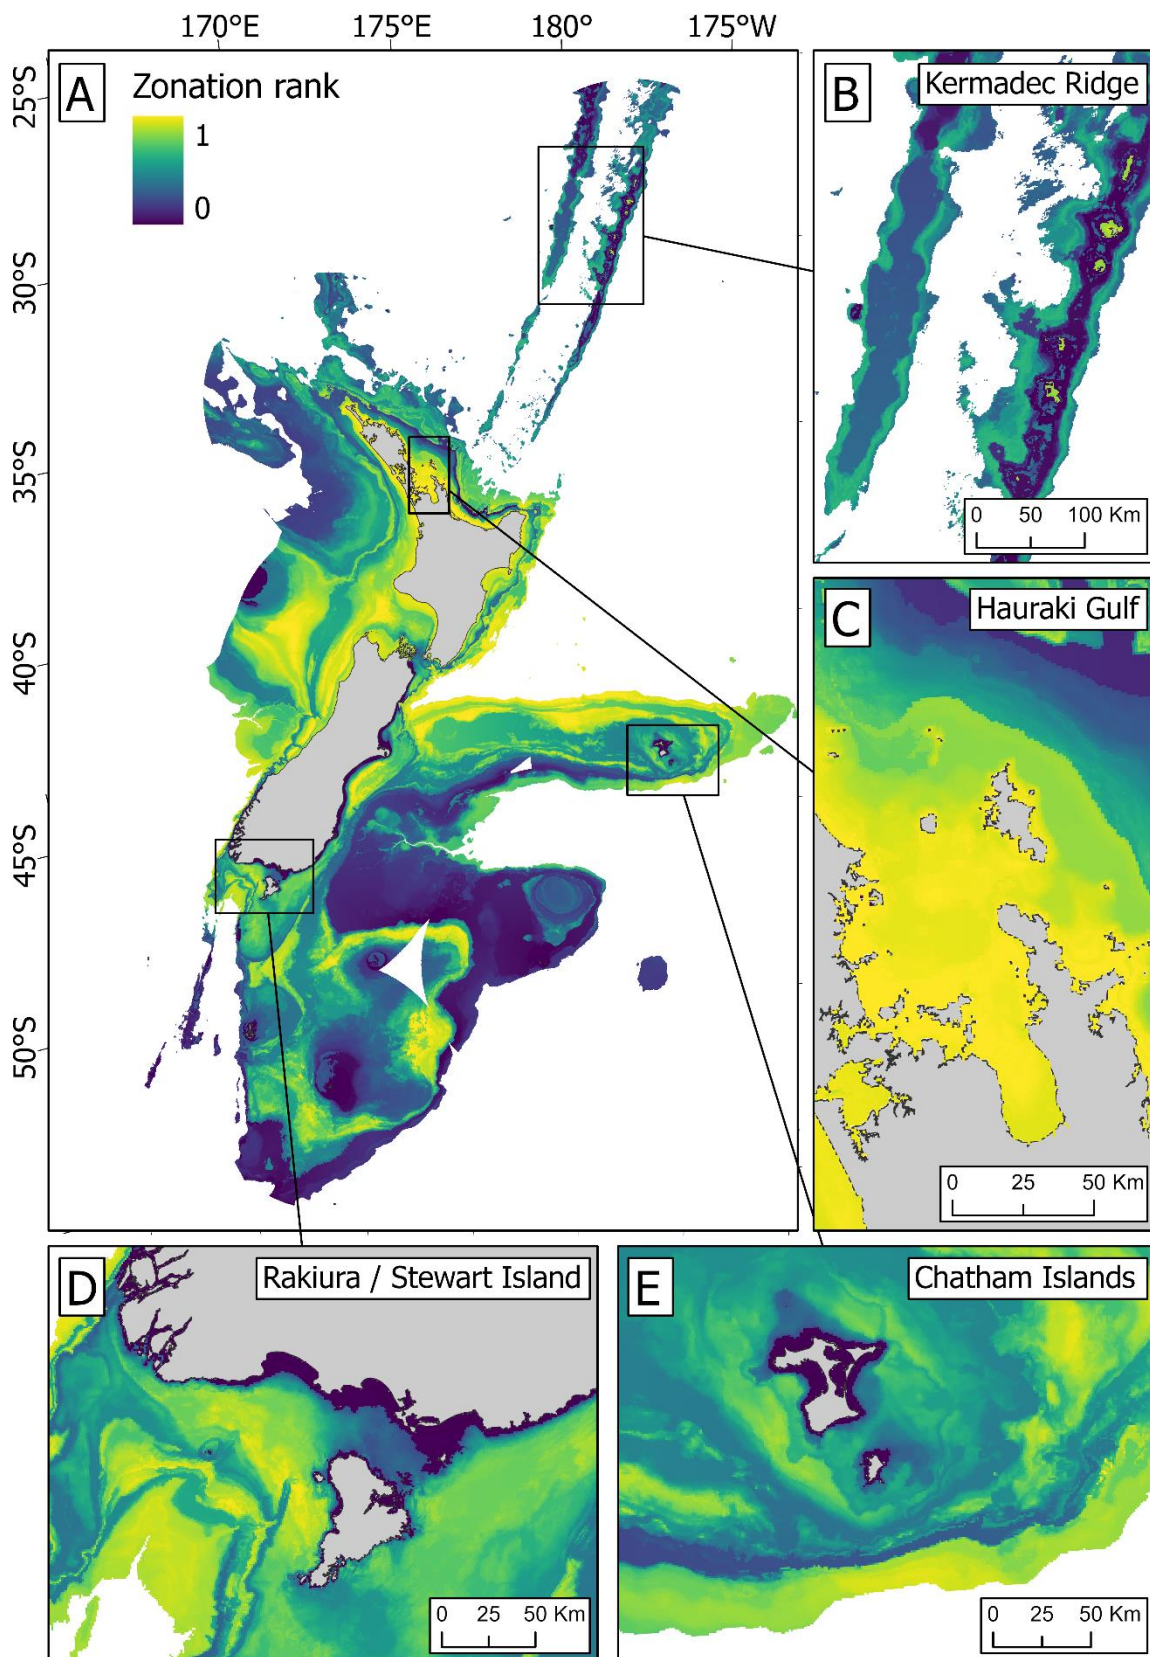 170°E 175°E 180° 175°W
25°S
30°S
35°S
40°S
45°S
50°S
A
Zonation rank
1
0
B
Kermadec Ridge
0 50 100 Km
C
Hauraki Gulf
0 25 50 Km
D
Rakiura / Stewart Island
0 25 50 Km
E
Chatham Islands
0 25 50 Km